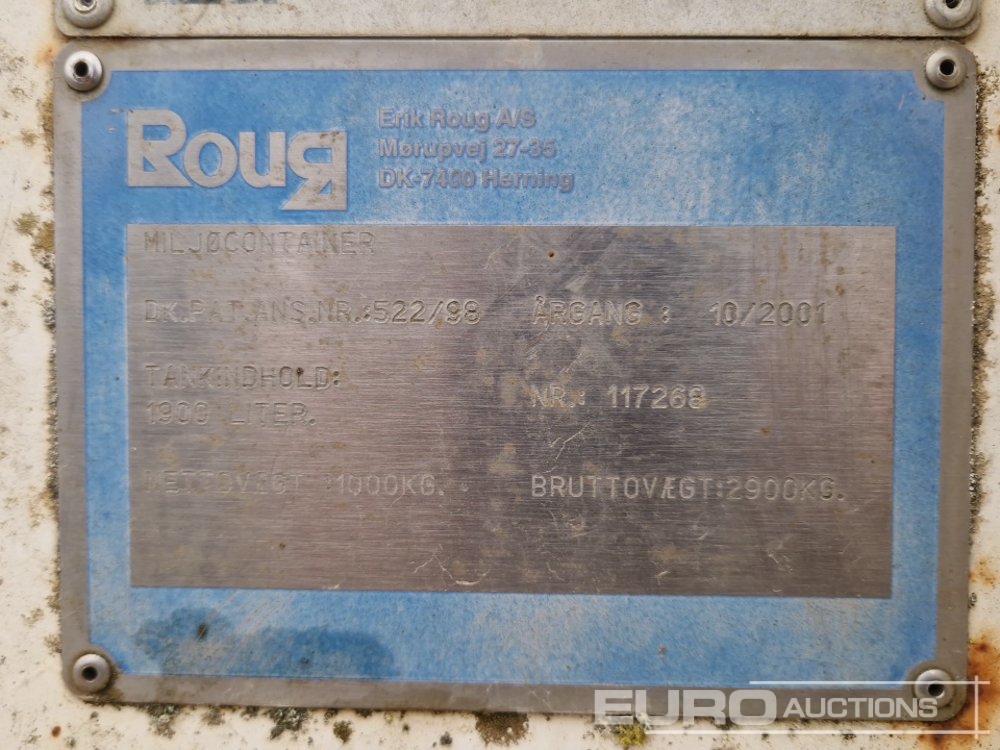 Roug
Erik Roug A/S
Mørupvej 27-35
DK-7400 Herning
MILJØCONTAINER
DK.PAT.ANS.NR.:522/98 ÅRGANG : 10/2001
TANKINDHOLD:
1900 LITER.
NR.: 117268
NETTOVÆGT :1000KG. BRUTTOVÆGT:2900KG.
EURO AUCTIONS